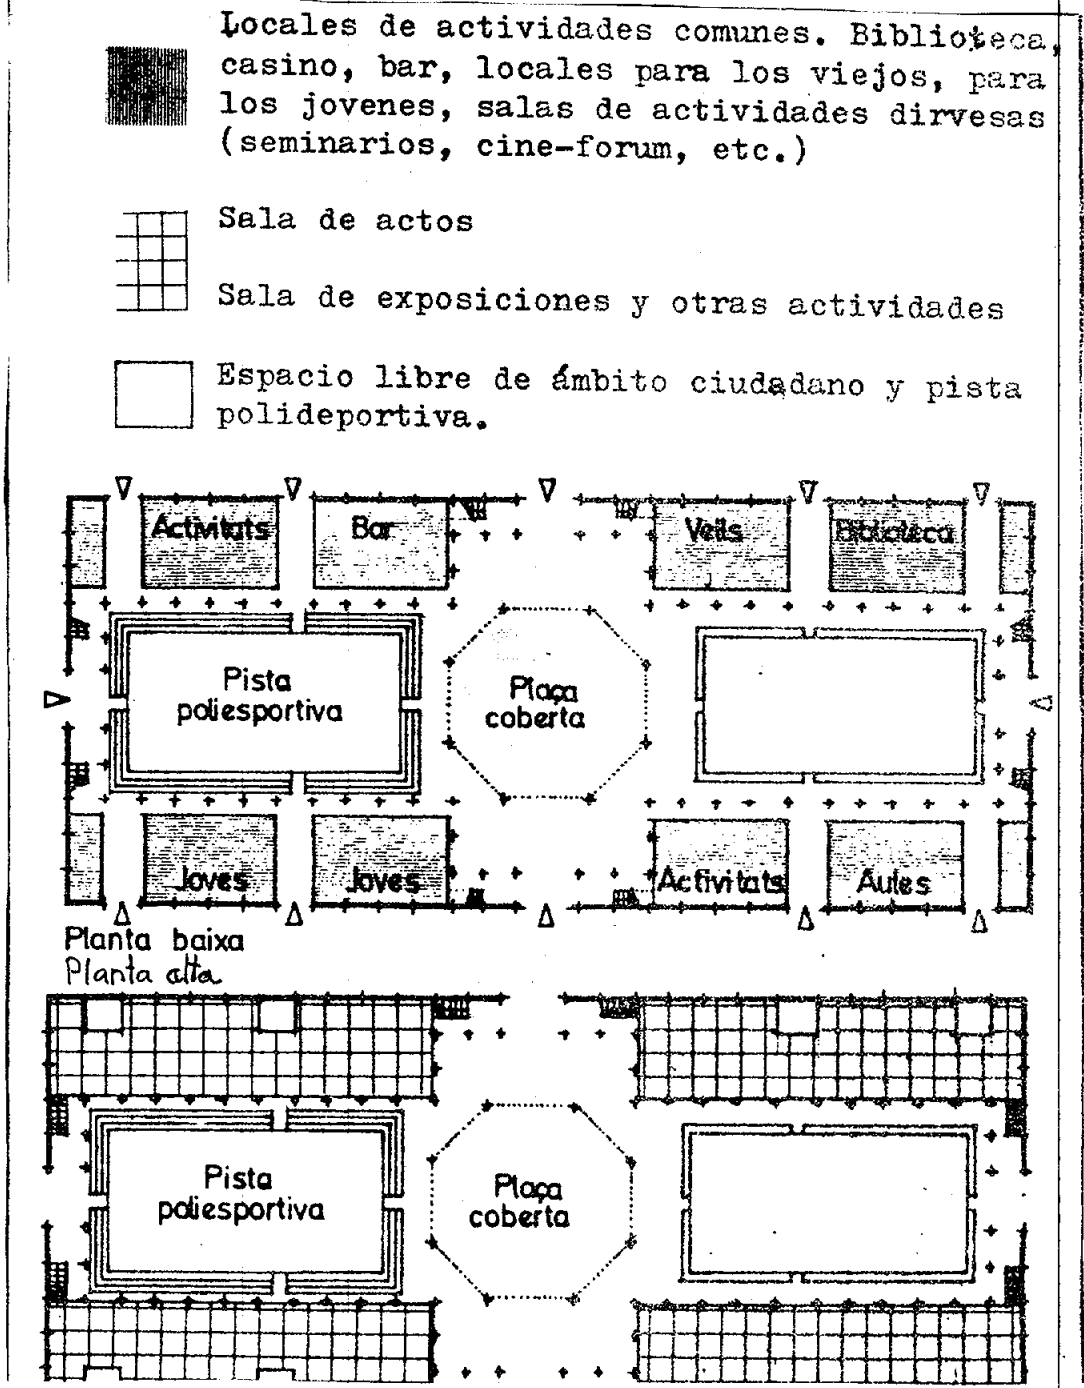 Locales de actividades comunes. Biblioteca,
casino, bar, locales para los viejos, para
los jovenes, salas de actividades dirvesas
(seminarios, cine-forum, etc.)
Sala de actos
Sala de exposiciones y otras actividades
Espacio libre de ámbito ciudadano y pista
polideportiva.
Activitats
Bar
Vells
Biblioteca
Pista
poliesportiva
Plaça
coberta
Joves
Joves
Activitats
Aules
Planta baixa
Planta alta
Pista
poliesportiva
Plaça
coberta